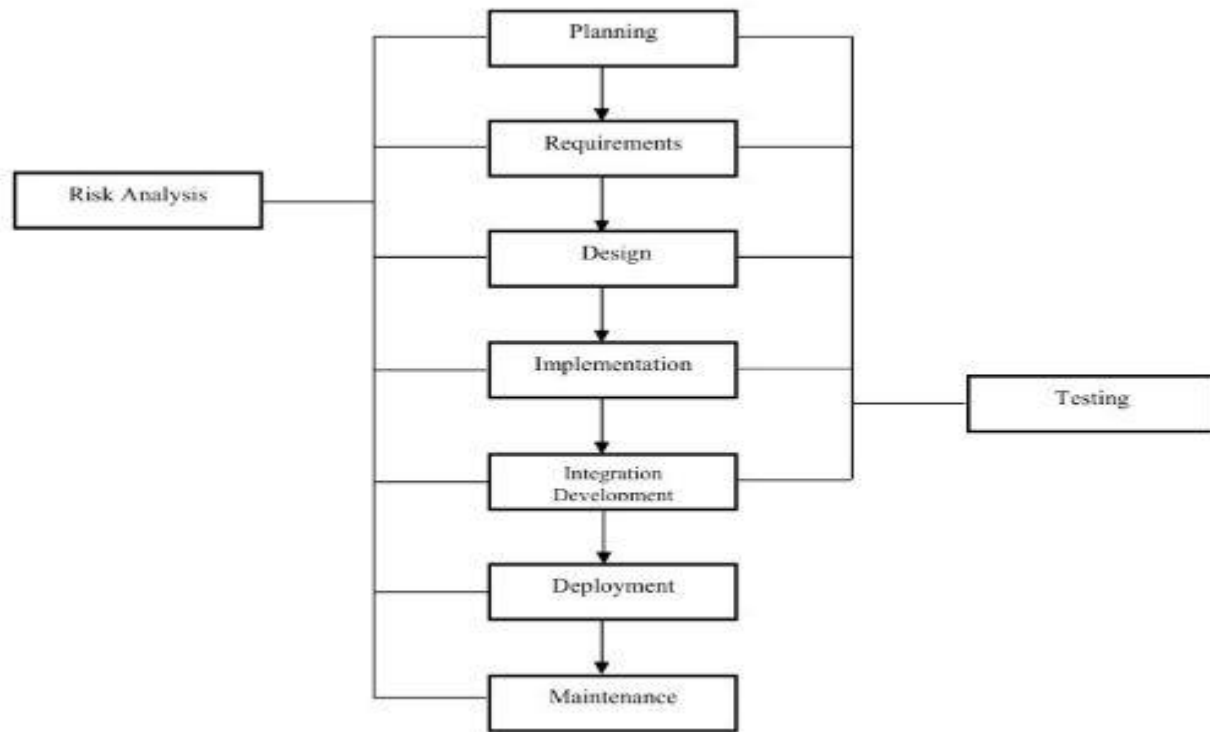 Planning
Requirements
Risk Analysis
Design
Implementation
Testing
Integration
Development
Deployment
Maintenance